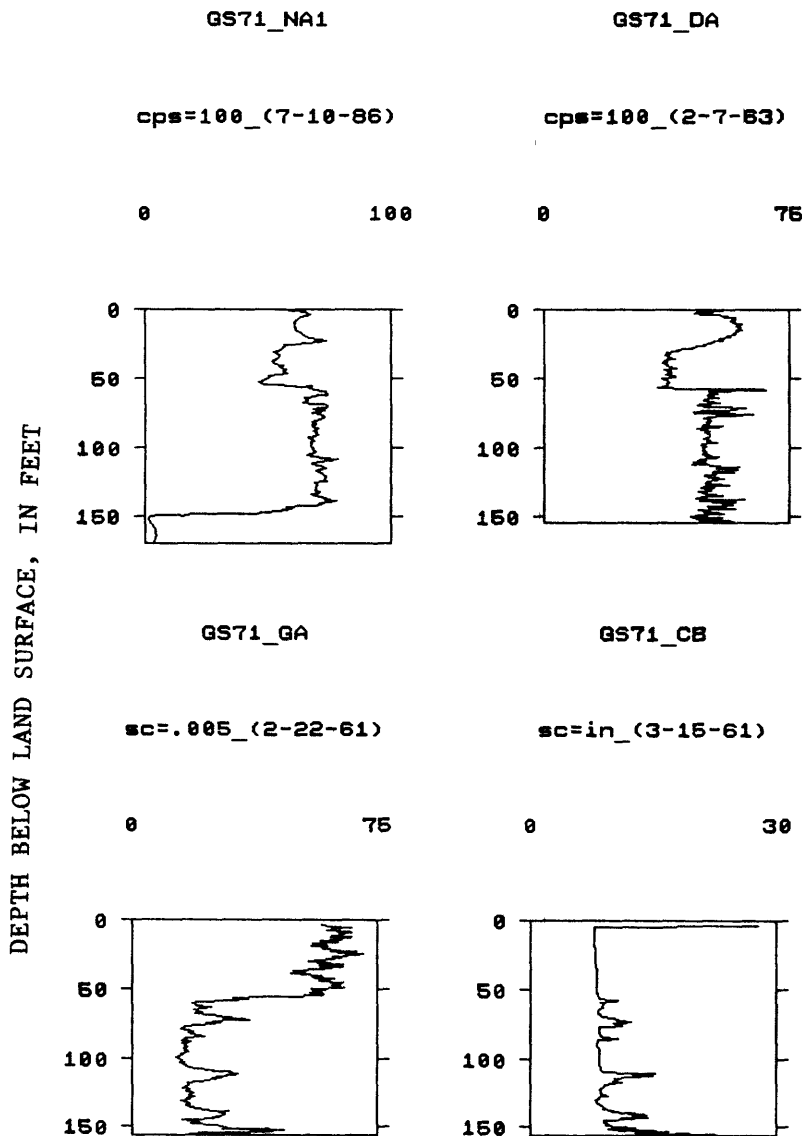 GS71_NA1
cps=100_(7-10-86)
0 100
0
50
100
150
GS71_DA
cps=100_(2-7-63)
0 75
0
50
100
150
DEPTH BELOW LAND SURFACE, IN FEET
GS71_GA
sc=.005_(2-22-61)
0 75
0
50
100
150
GS71_CB
sc=in_(3-15-61)
0 30
0
50
100
150